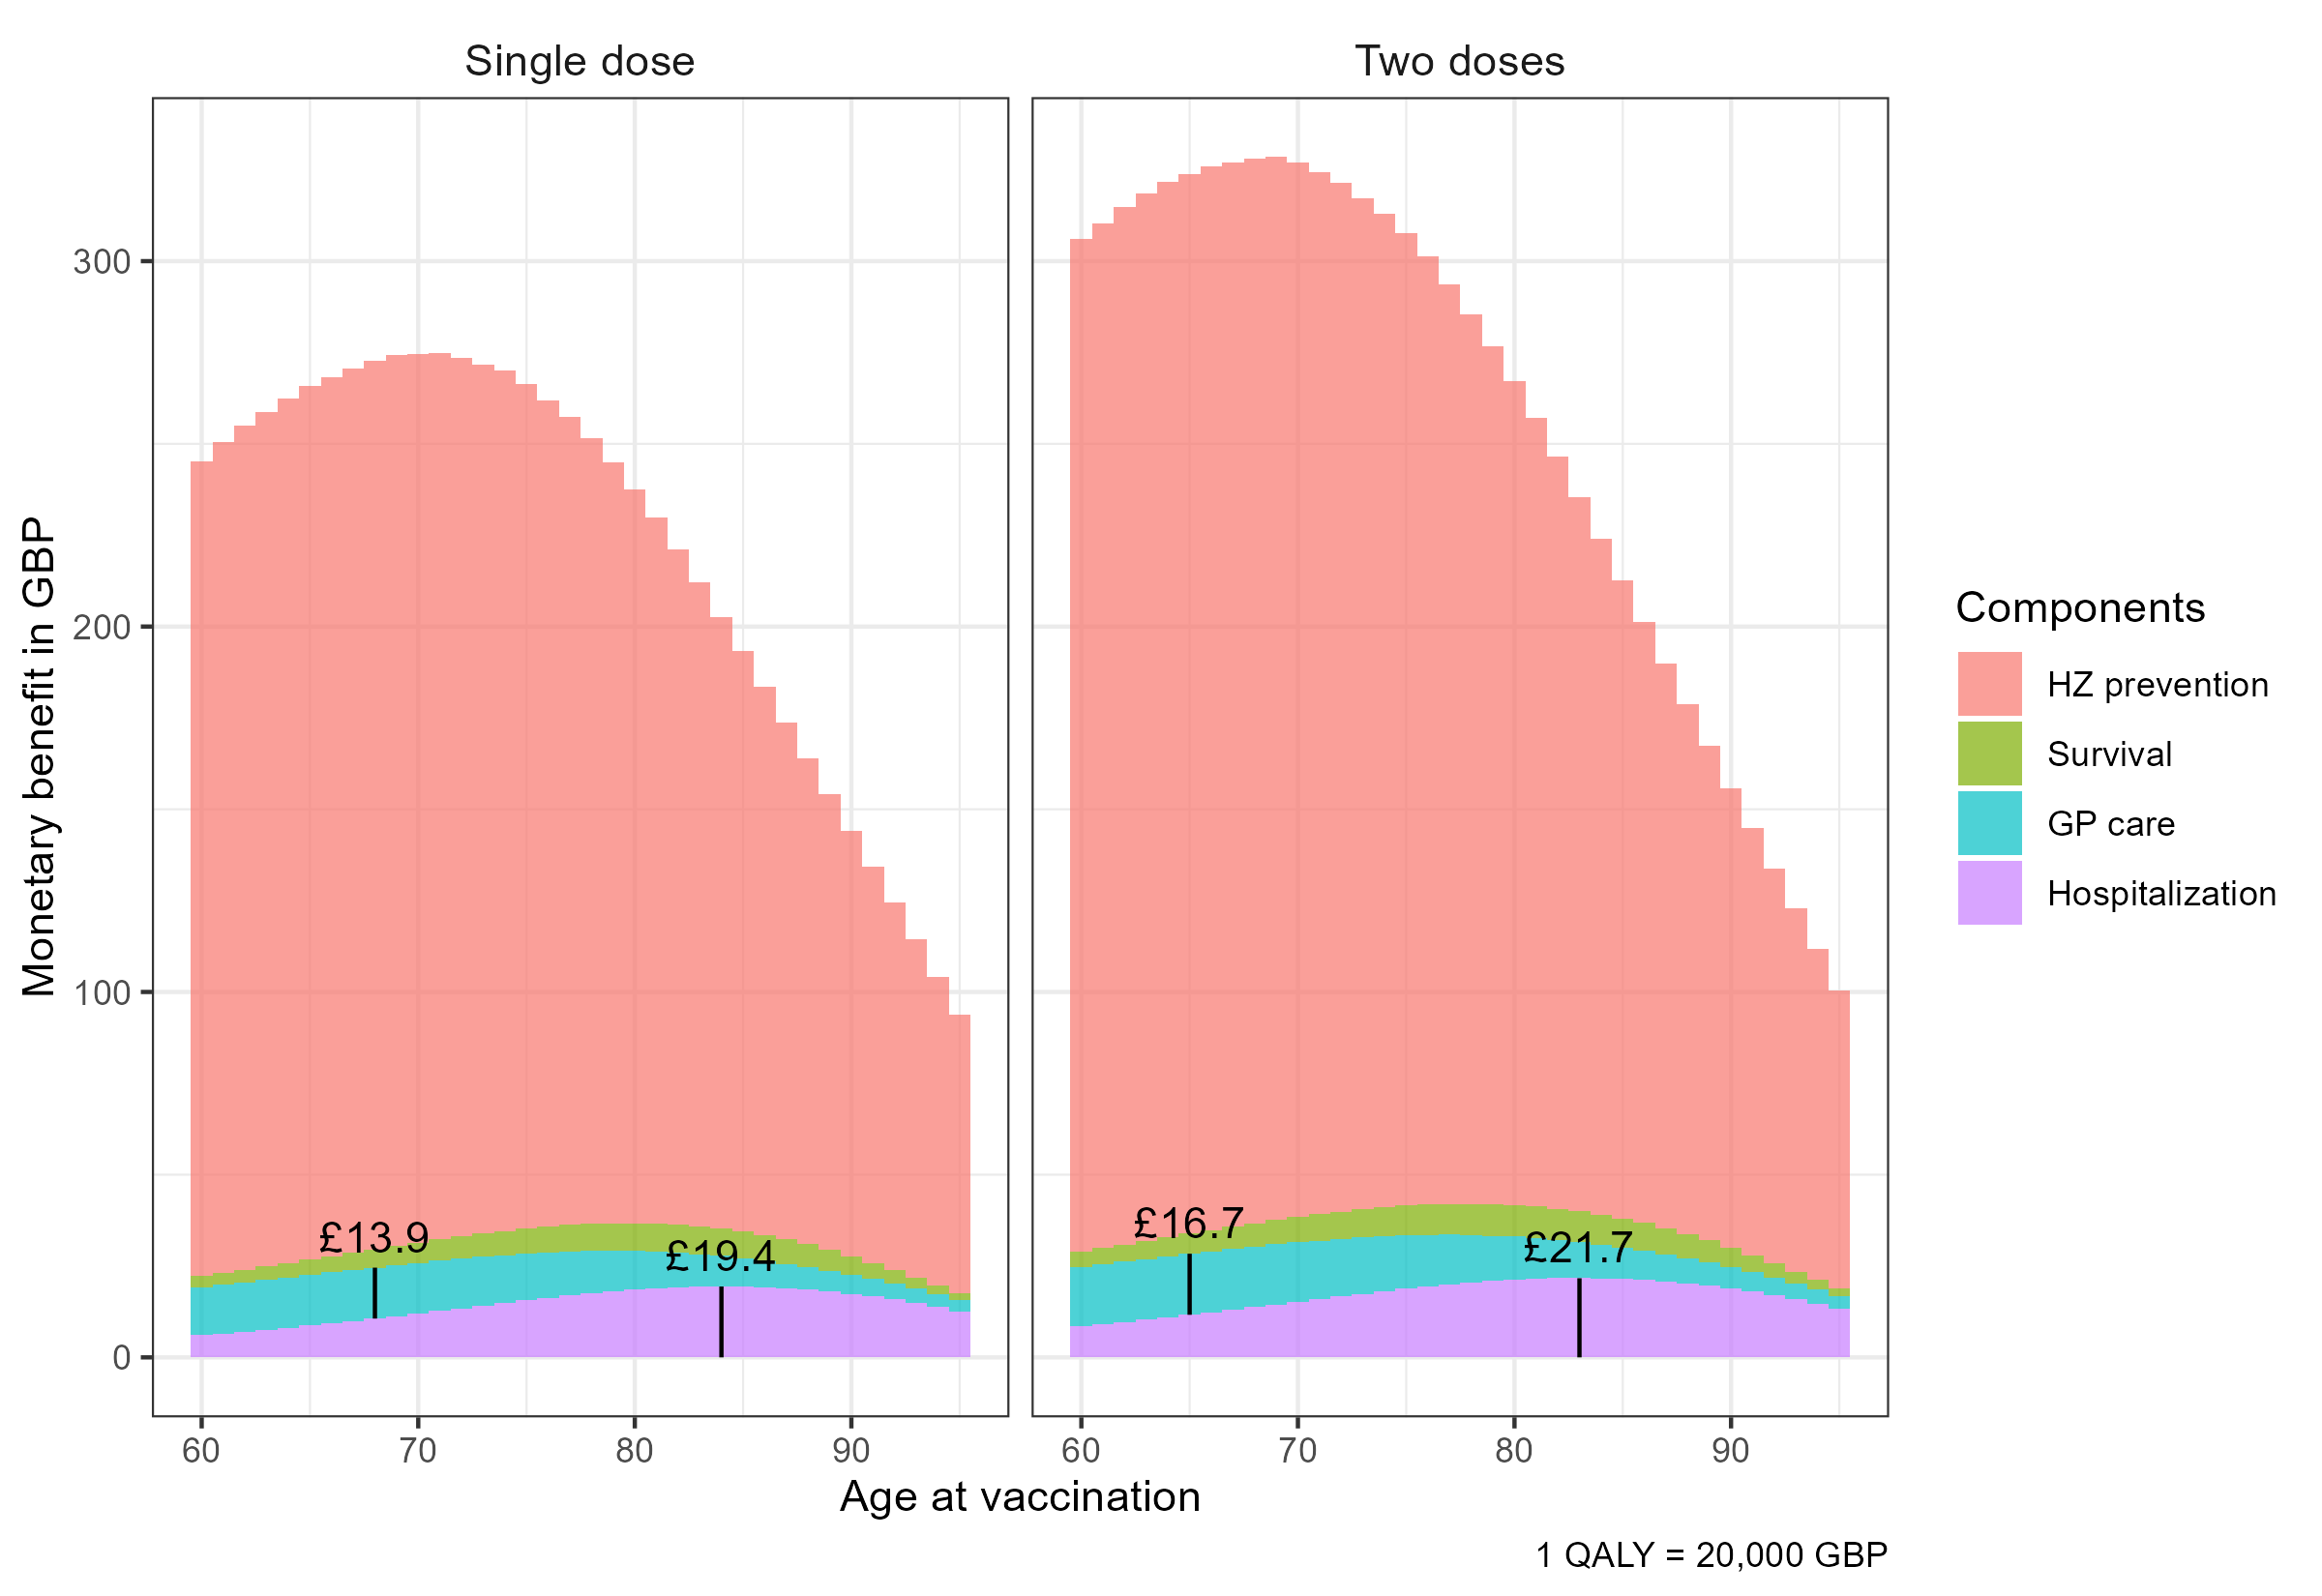 Single dose
Two doses
Monetary benefit in GBP
300
200
100
0
£13.9
£19.4
£16.7
£21.7
60
70
80
90
60
70
80
90
Age at vaccination
1 QALY = 20,000 GBP
Components
HZ prevention
Survival
GP care
Hospitalization